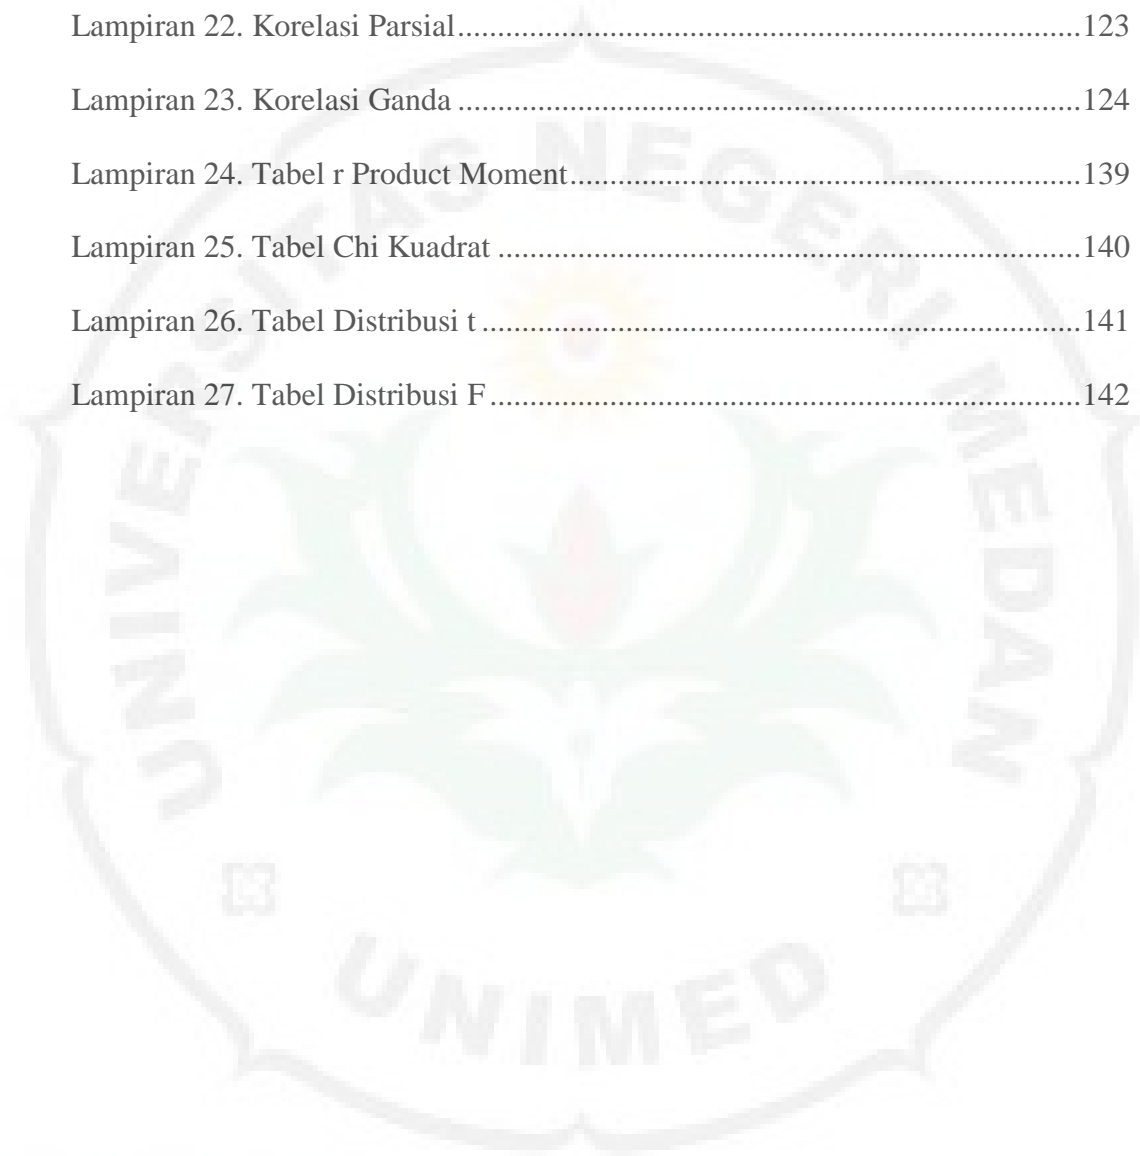 Lampiran 22. Korelasi Parsial..........................................................................123
Lampiran 23. Korelasi Ganda ..........................................................................124
Lampiran 24. Tabel r Product Moment.............................................................139
Lampiran 25. Tabel Chi Kuadrat .....................................................................140
Lampiran 26. Tabel Distribusi t .......................................................................141
Lampiran 27. Tabel Distribusi F ......................................................................142
UNIVERSITAS NEGERI MEDAN
UNIMED